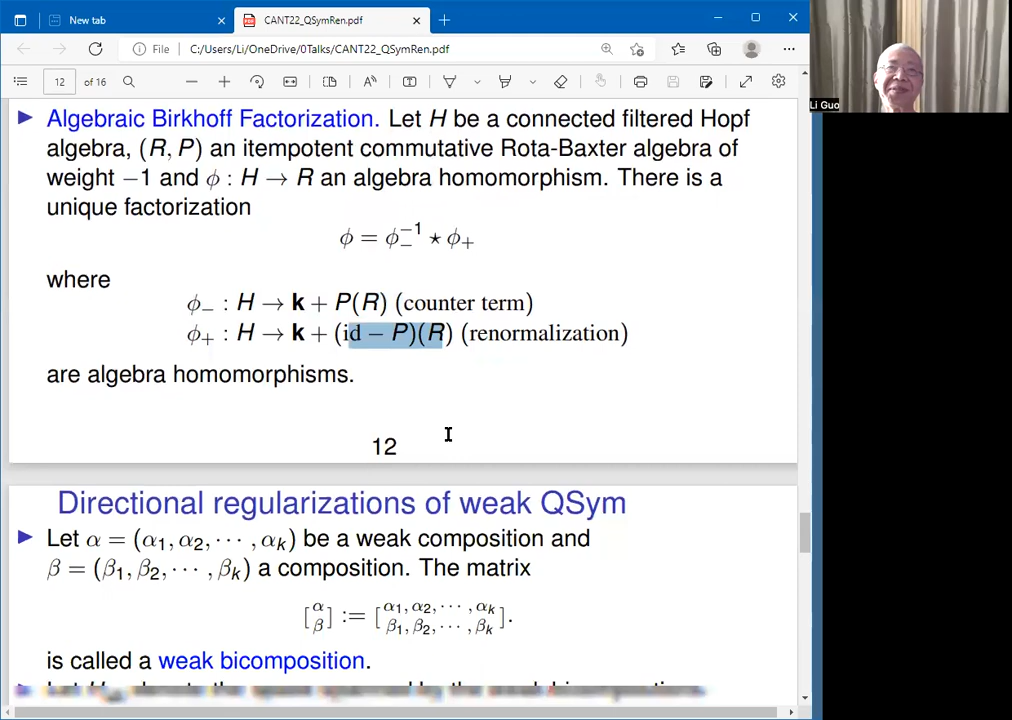 New tab
CANT22_QSymRen.pdf
File
C:/Users/Li/OneDrive/0Talks/CANT22_QSymRen.pdf
12 of 16
Li Guo
▶ Algebraic Birkhoff Factorization. Let H be a connected filtered Hopf
algebra, (R, P) an itempotent commutative Rota-Baxter algebra of
weight −1 and ϕ : H → R an algebra homomorphism. There is a
unique factorization
ϕ = ϕ₋⁻¹ ⋆ ϕ₊
where
ϕ₋ : H → k + P(R) (counter term)
ϕ₊ : H → k + (id − P)(R) (renormalization)
are algebra homomorphisms.
12
Directional regularizations of weak QSym
▶ Let α = (α₁, α₂, ⋯ , αₖ) be a weak composition and
β = (β₁, β₂, ⋯ , βₖ) a composition. The matrix
[α β] := [α₁, α₂, ⋯ , αₖ β₁, β₂, ⋯ , βₖ].
is called a weak bicomposition.